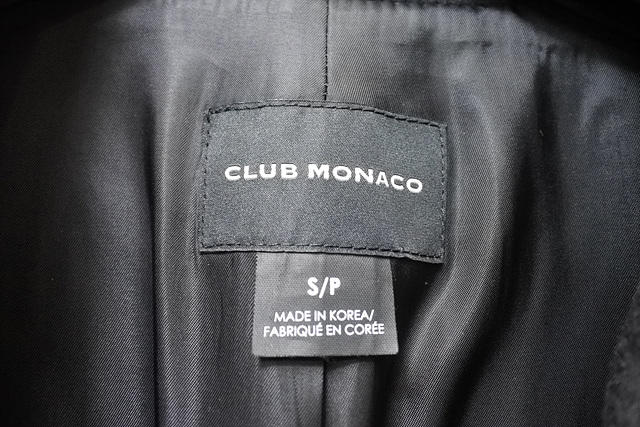 CLUB MONACO
S/P
MADE IN KOREA/
FABRIQUÉ EN CORÉE